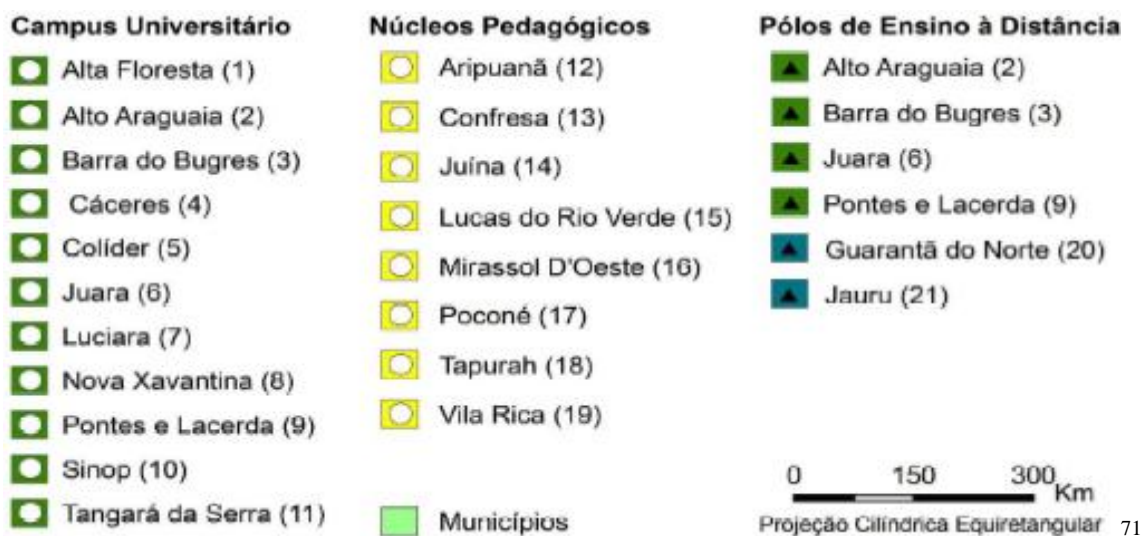 Campus Universitário
Alta Floresta (1)
Alto Araguaia (2)
Barra do Bugres (3)
Cáceres (4)
Colíder (5)
Juara (6)
Luciara (7)
Nova Xavantina (8)
Pontes e Lacerda (9)
Sinop (10)
Tangará da Serra (11)
Núcleos Pedagógicos
Aripuanã (12)
Confresa (13)
Juína (14)
Lucas do Rio Verde (15)
Mirassol D'Oeste (16)
Poconé (17)
Tapurah (18)
Vila Rica (19)
Municípios
Pólos de Ensino à Distância
Alto Araguaia (2)
Barra do Bugres (3)
Juara (6)
Pontes e Lacerda (9)
Guarantã do Norte (20)
Jauru (21)
0 150 300
Km
Projeção Cilíndrica Equiretangular
71